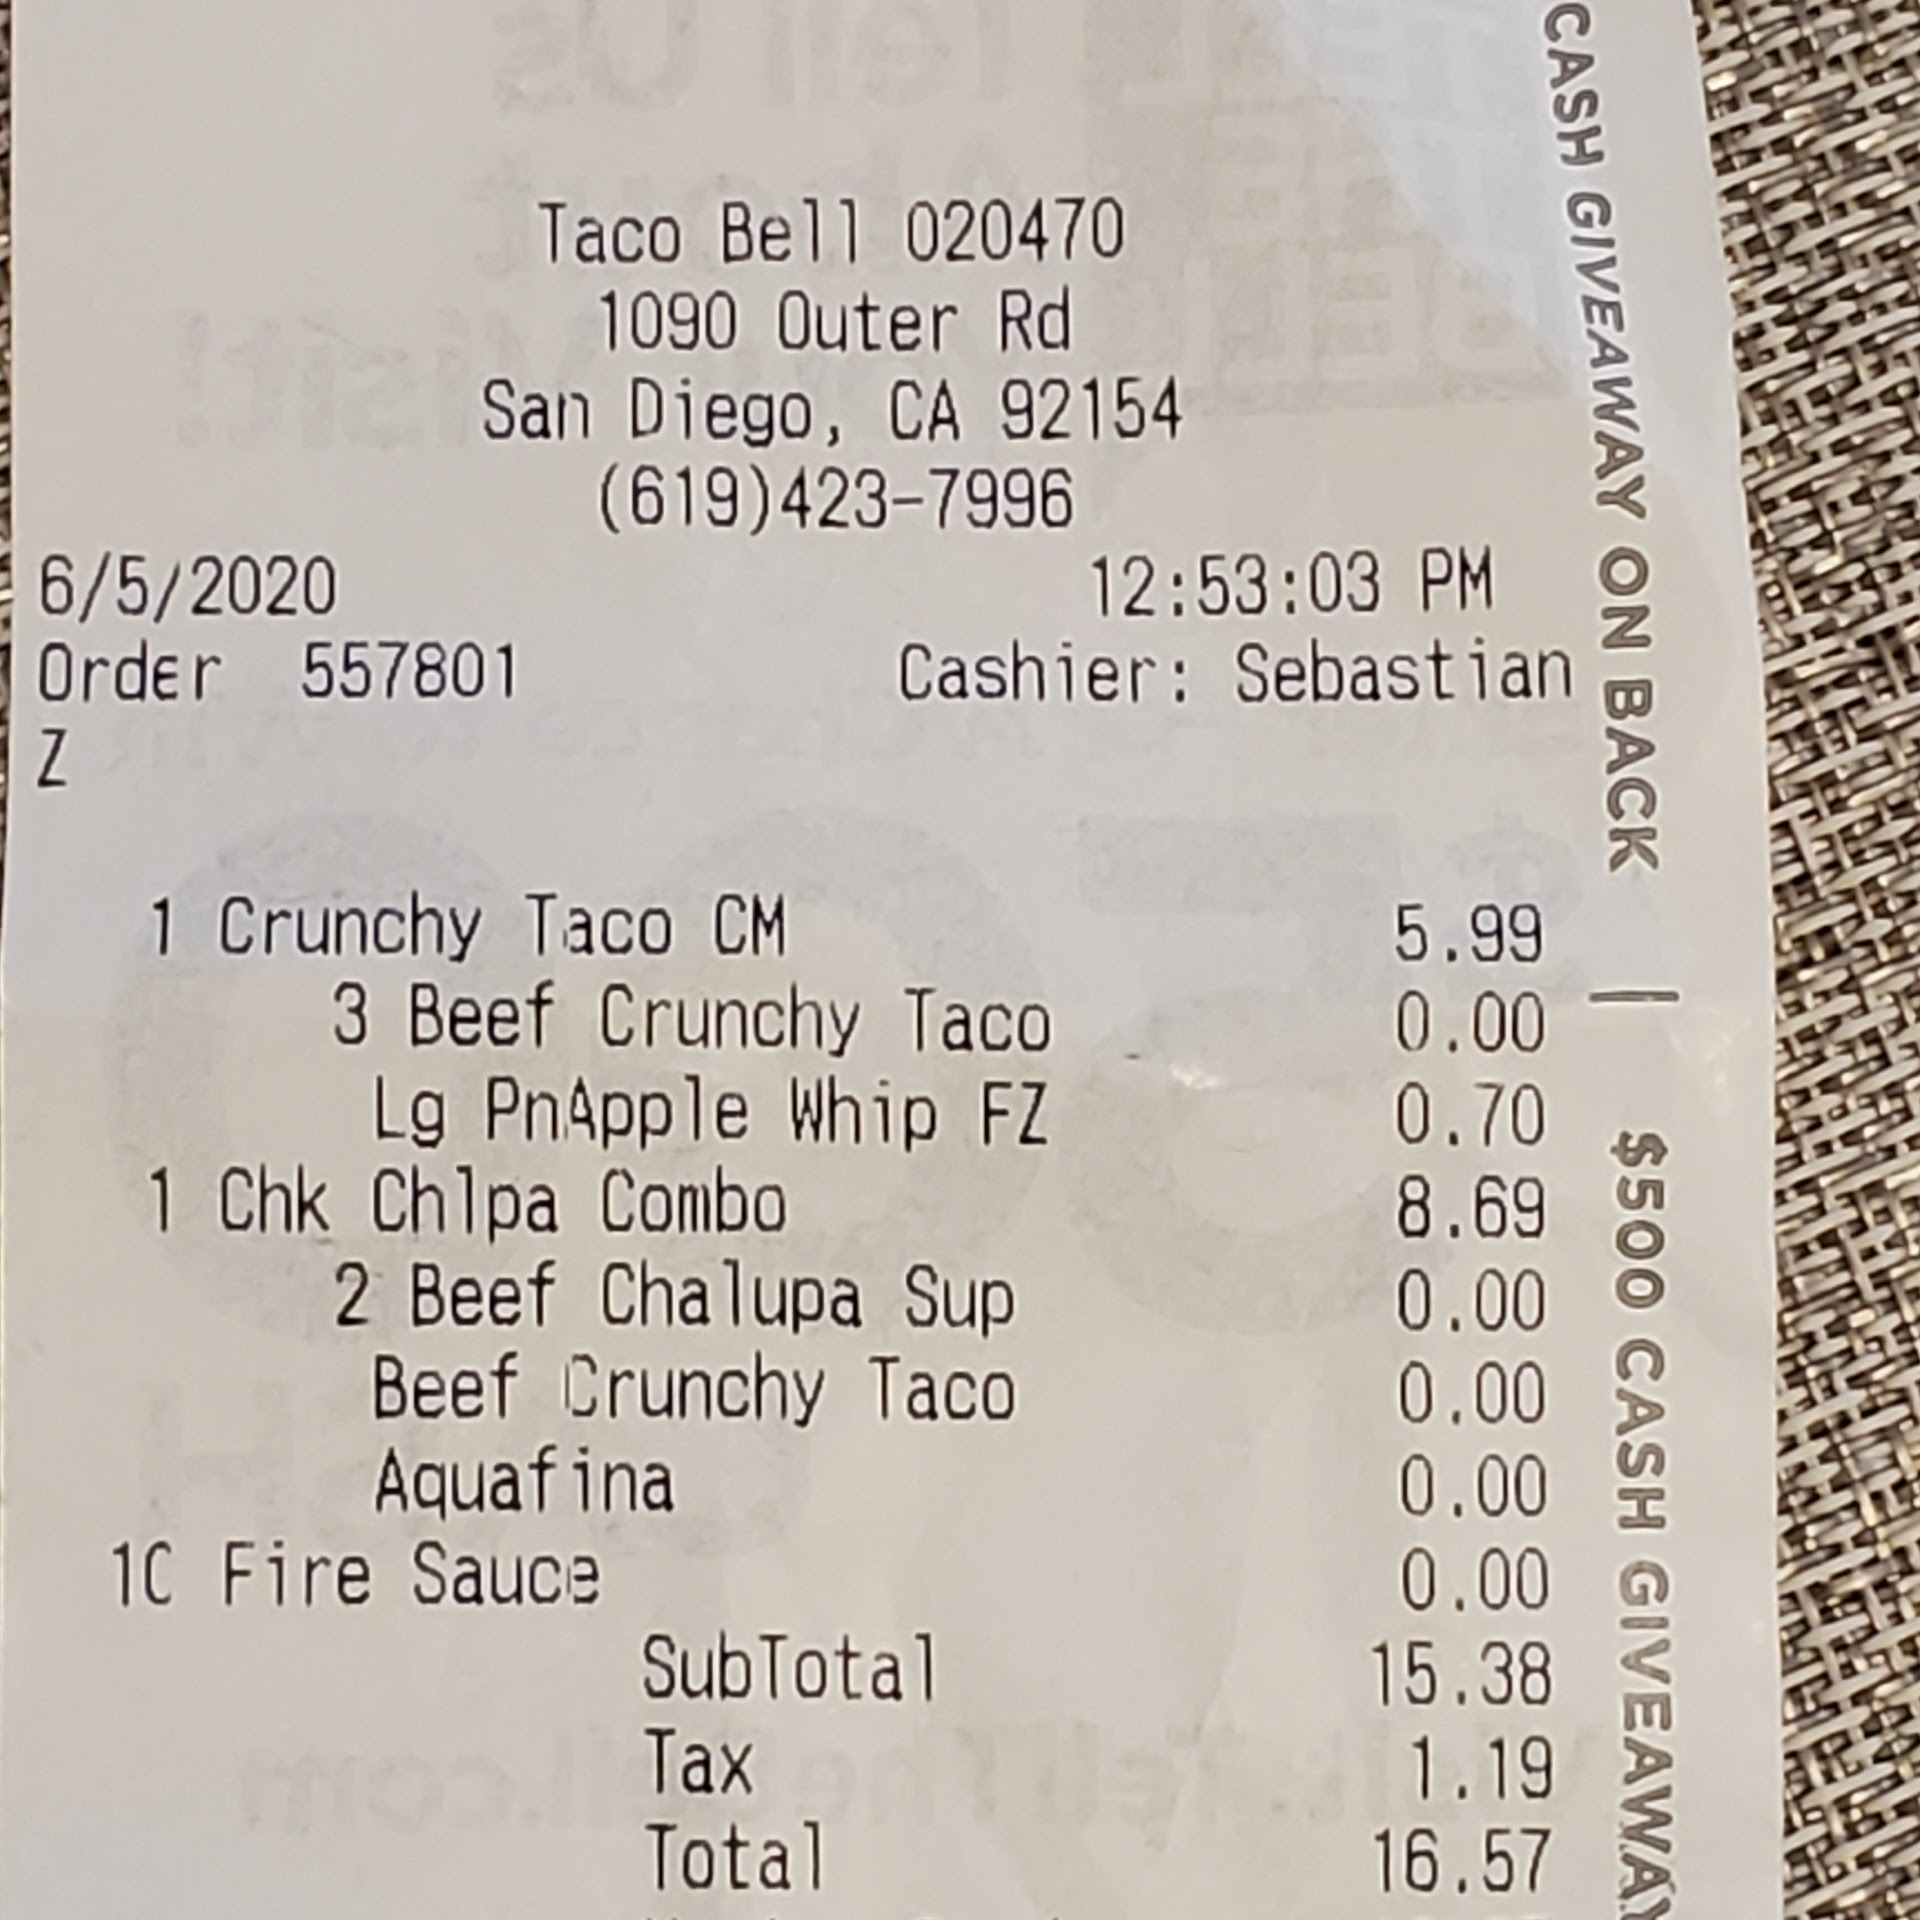 Taco Bell 020470
1090 Outer Rd
San Diego, CA 92154
(619)423-7996
6/5/2020 12:53:03 PM
Order 557801 Cashier: Sebastian
Z
1 Crunchy Taco CM 5.99
3 Beef Crunchy Taco 0.00
Lg PnApple Whip FZ 0.70
1 Chk Chlpa Combo 8.69
2 Beef Chalupa Sup 0.00
Beef Crunchy Taco 0.00
Aquafina 0.00
10 Fire Sauce 0.00
SubTotal 15.38
Tax 1.19
Total 16.57
CASH GIVEAWAY ON BACK | $500 CASH GIVEAWAY